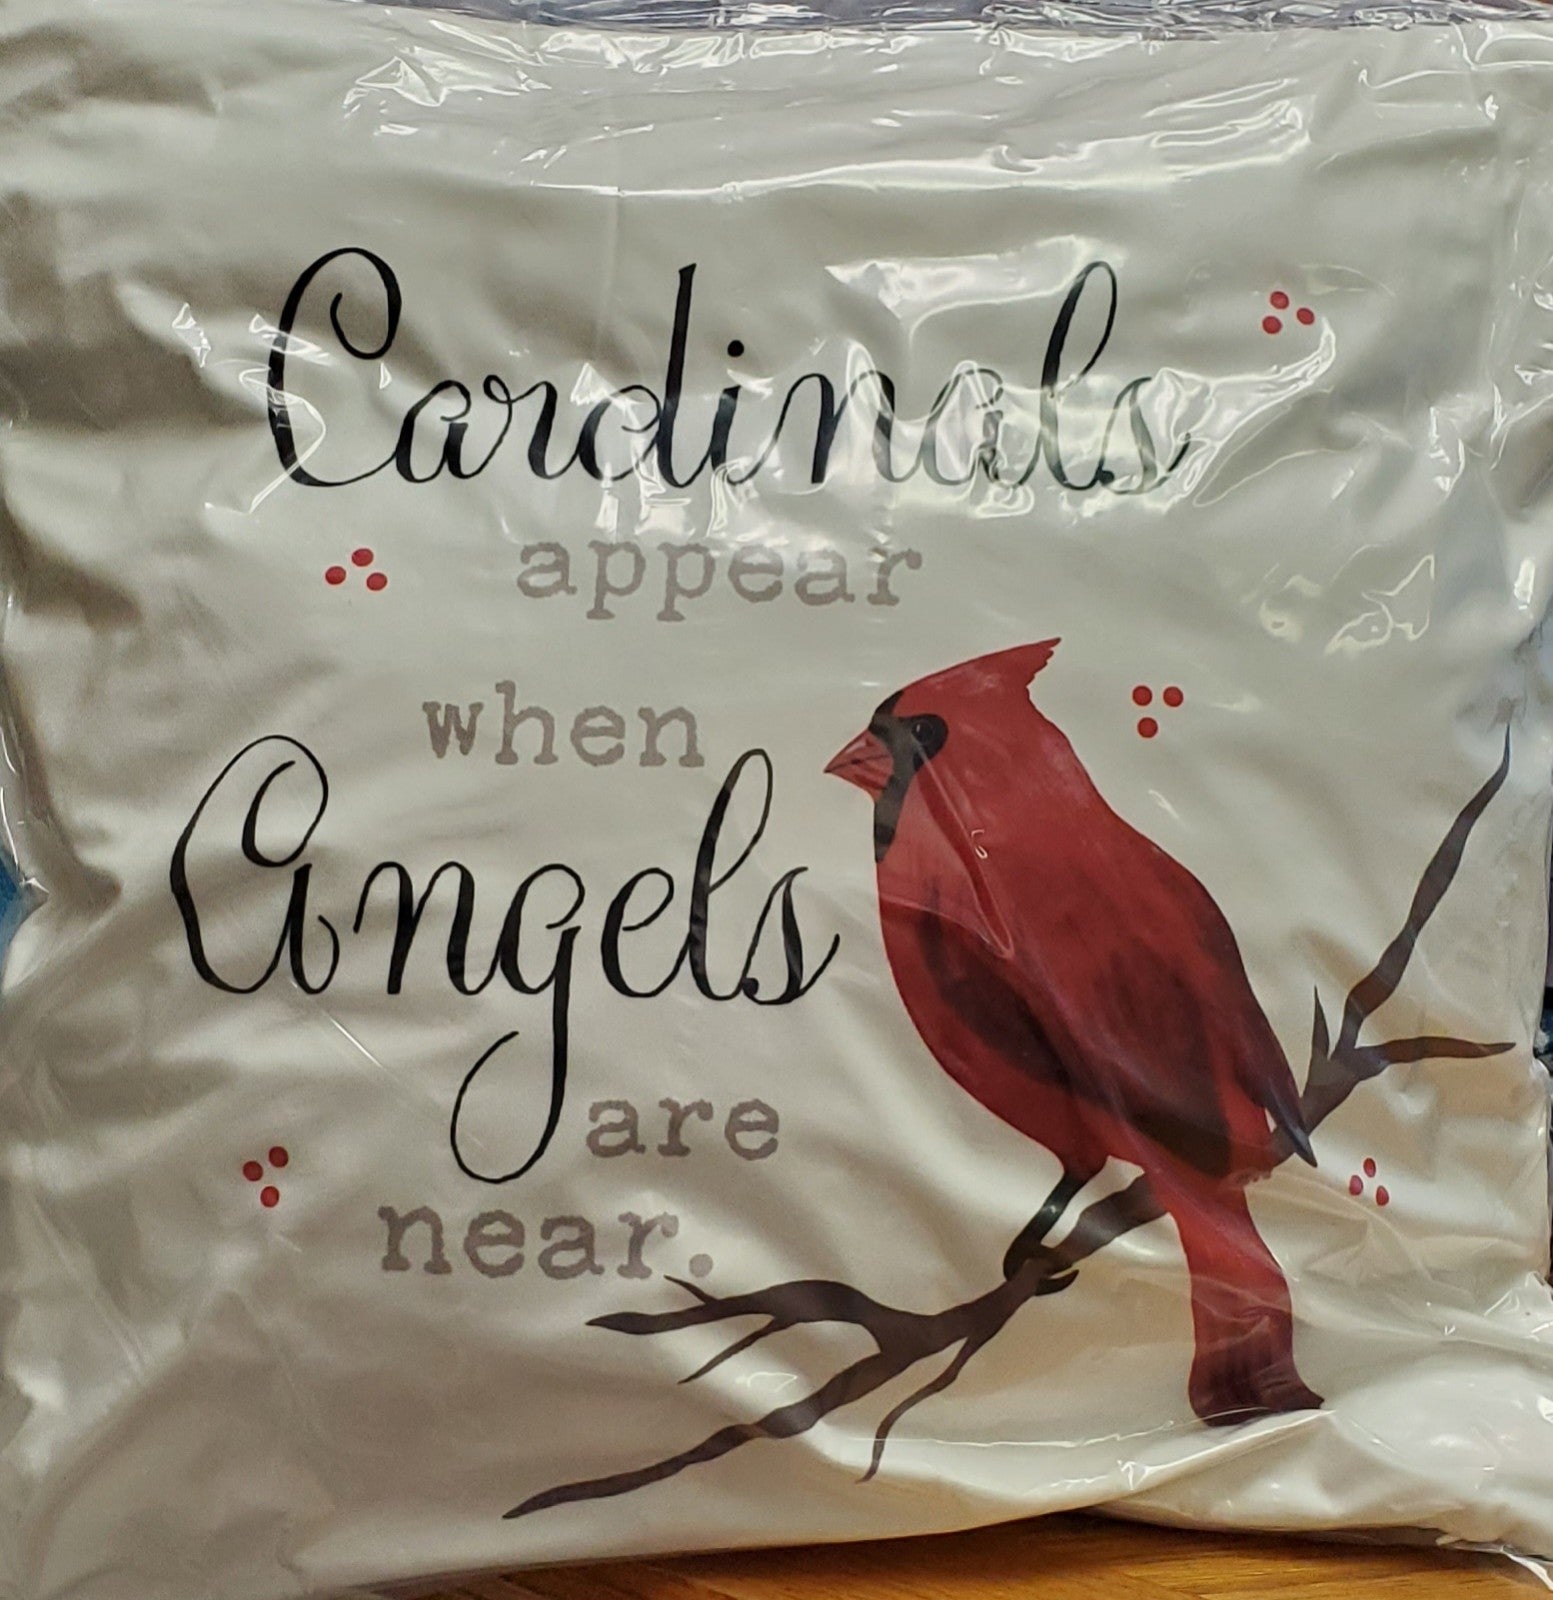 Cardinals
appear
when
Angels
are
near.